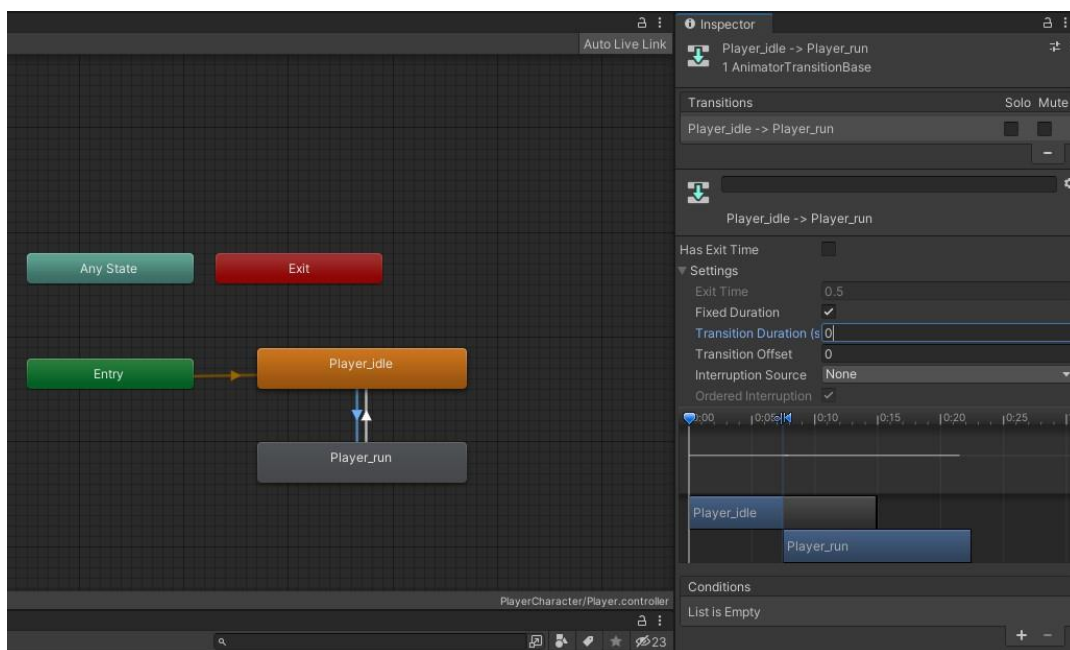 Auto Live Link
Any State
Exit
Entry
Player_idle
Player_run
PlayerCharacter/Player.controller
23
Inspector
Player_idle -> Player_run
1 AnimatorTransitionBase
Transitions Solo Mute
Player_idle -> Player_run
Player_idle -> Player_run
Has Exit Time
Settings
Exit Time 0.5
Fixed Duration
Transition Duration (s 0
Transition Offset 0
Interruption Source None
Ordered Interruption
0:10 0:15 0:20 0:25
Player_idle
Player_run
Conditions
List is Empty